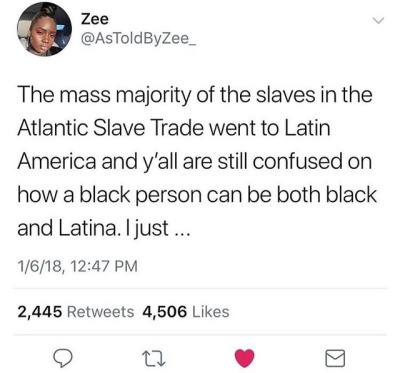 Zee
@AsToldByZee_
The mass majority of the slaves in the
Atlantic Slave Trade went to Latin
America and y'all are still confused on
how a black person can be both black
and Latina. I just ...
1/6/18, 12:47 PM
2,445 Retweets 4,506 Likes